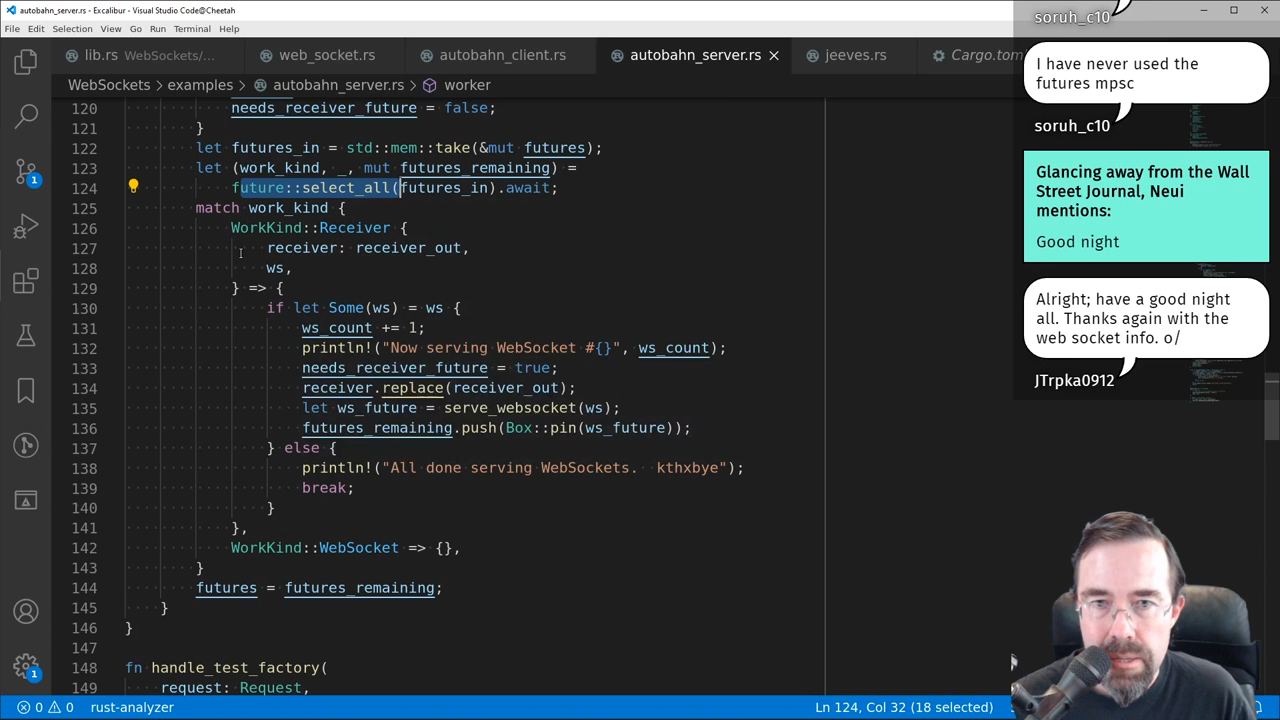 autobahn_server.rs - Excalibur - Visual Studio Code@Cheetah
File Edit Selection View Go Run Terminal Help
lib.rs WebSockets/... web_socket.rs autobahn_client.rs autobahn_server.rs jeeves.rs Cargo.tom
WebSockets > examples > autobahn_server.rs > worker
120 needs_receiver_future = false;
121 }
122 let futures_in = std::mem::take(&mut futures);
123 let (work_kind, _, mut futures_remaining) =
124 future::select_all(futures_in).await;
125 match work_kind {
126 WorkKind::Receiver {
127 receiver: receiver_out,
128 ws,
129 } => {
130 if let Some(ws) = ws {
131 ws_count += 1;
132 println!("Now serving WebSocket #{}", ws_count);
133 needs_receiver_future = true;
134 receiver.replace(receiver_out);
135 let ws_future = serve_websocket(ws);
136 futures_remaining.push(Box::pin(ws_future));
137 } else {
138 println!("All done serving WebSockets.  kthxbye");
139 break;
140 }
141 },
142 WorkKind::WebSocket => {},
143 }
144 futures = futures_remaining;
145 }
146 }
147
148 fn handle_test_factory(
149 request: Request,
soruh_c10
I have never used the
futures mpsc
soruh_c10
Glancing away from the Wall
Street Journal, Neui
mentions:
Good night
Alright; have a good night
all. Thanks again with the
web socket info. o/
JTrpka0912
1
1
0 0 rust-analyzer Ln 124, Col 32 (18 selected)